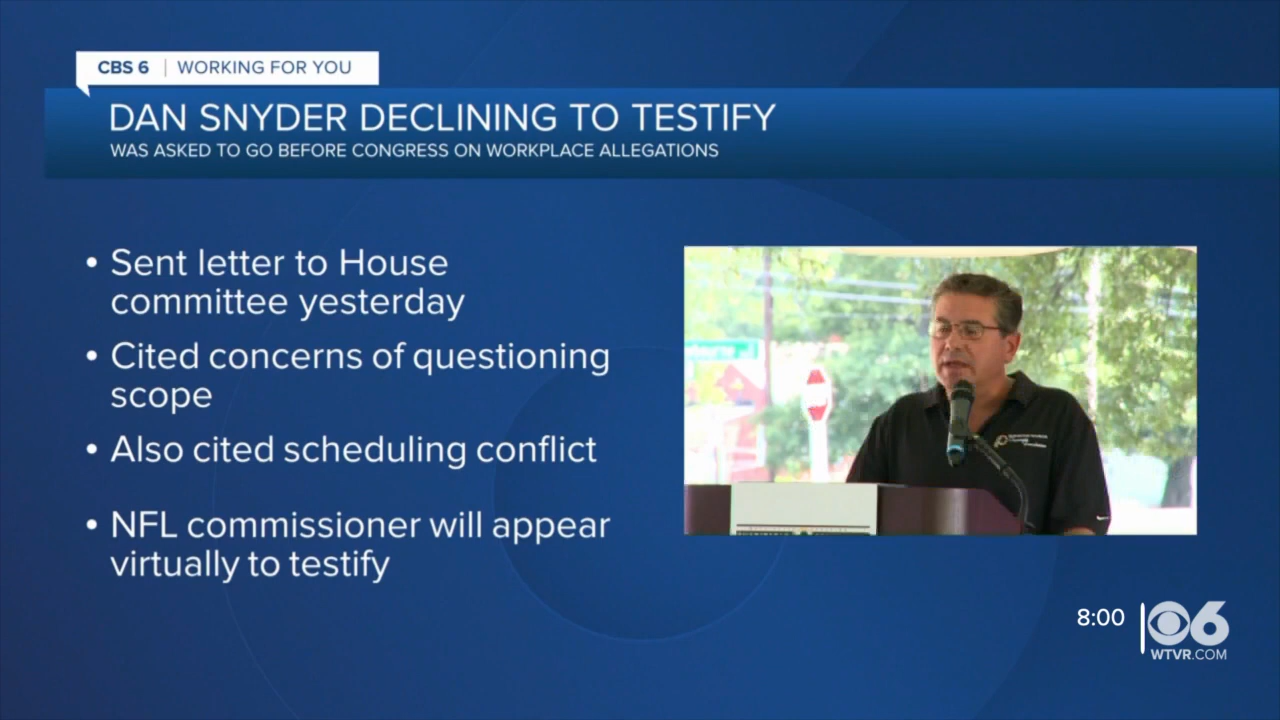 CBS 6 | WORKING FOR YOU
DAN SNYDER DECLINING TO TESTIFY
WAS ASKED TO GO BEFORE CONGRESS ON WORKPLACE ALLEGATIONS
• Sent letter to House
committee yesterday
• Cited concerns of questioning
scope
• Also cited scheduling conflict
• NFL commissioner will appear
virtually to testify
8:00
6
WTVR.COM